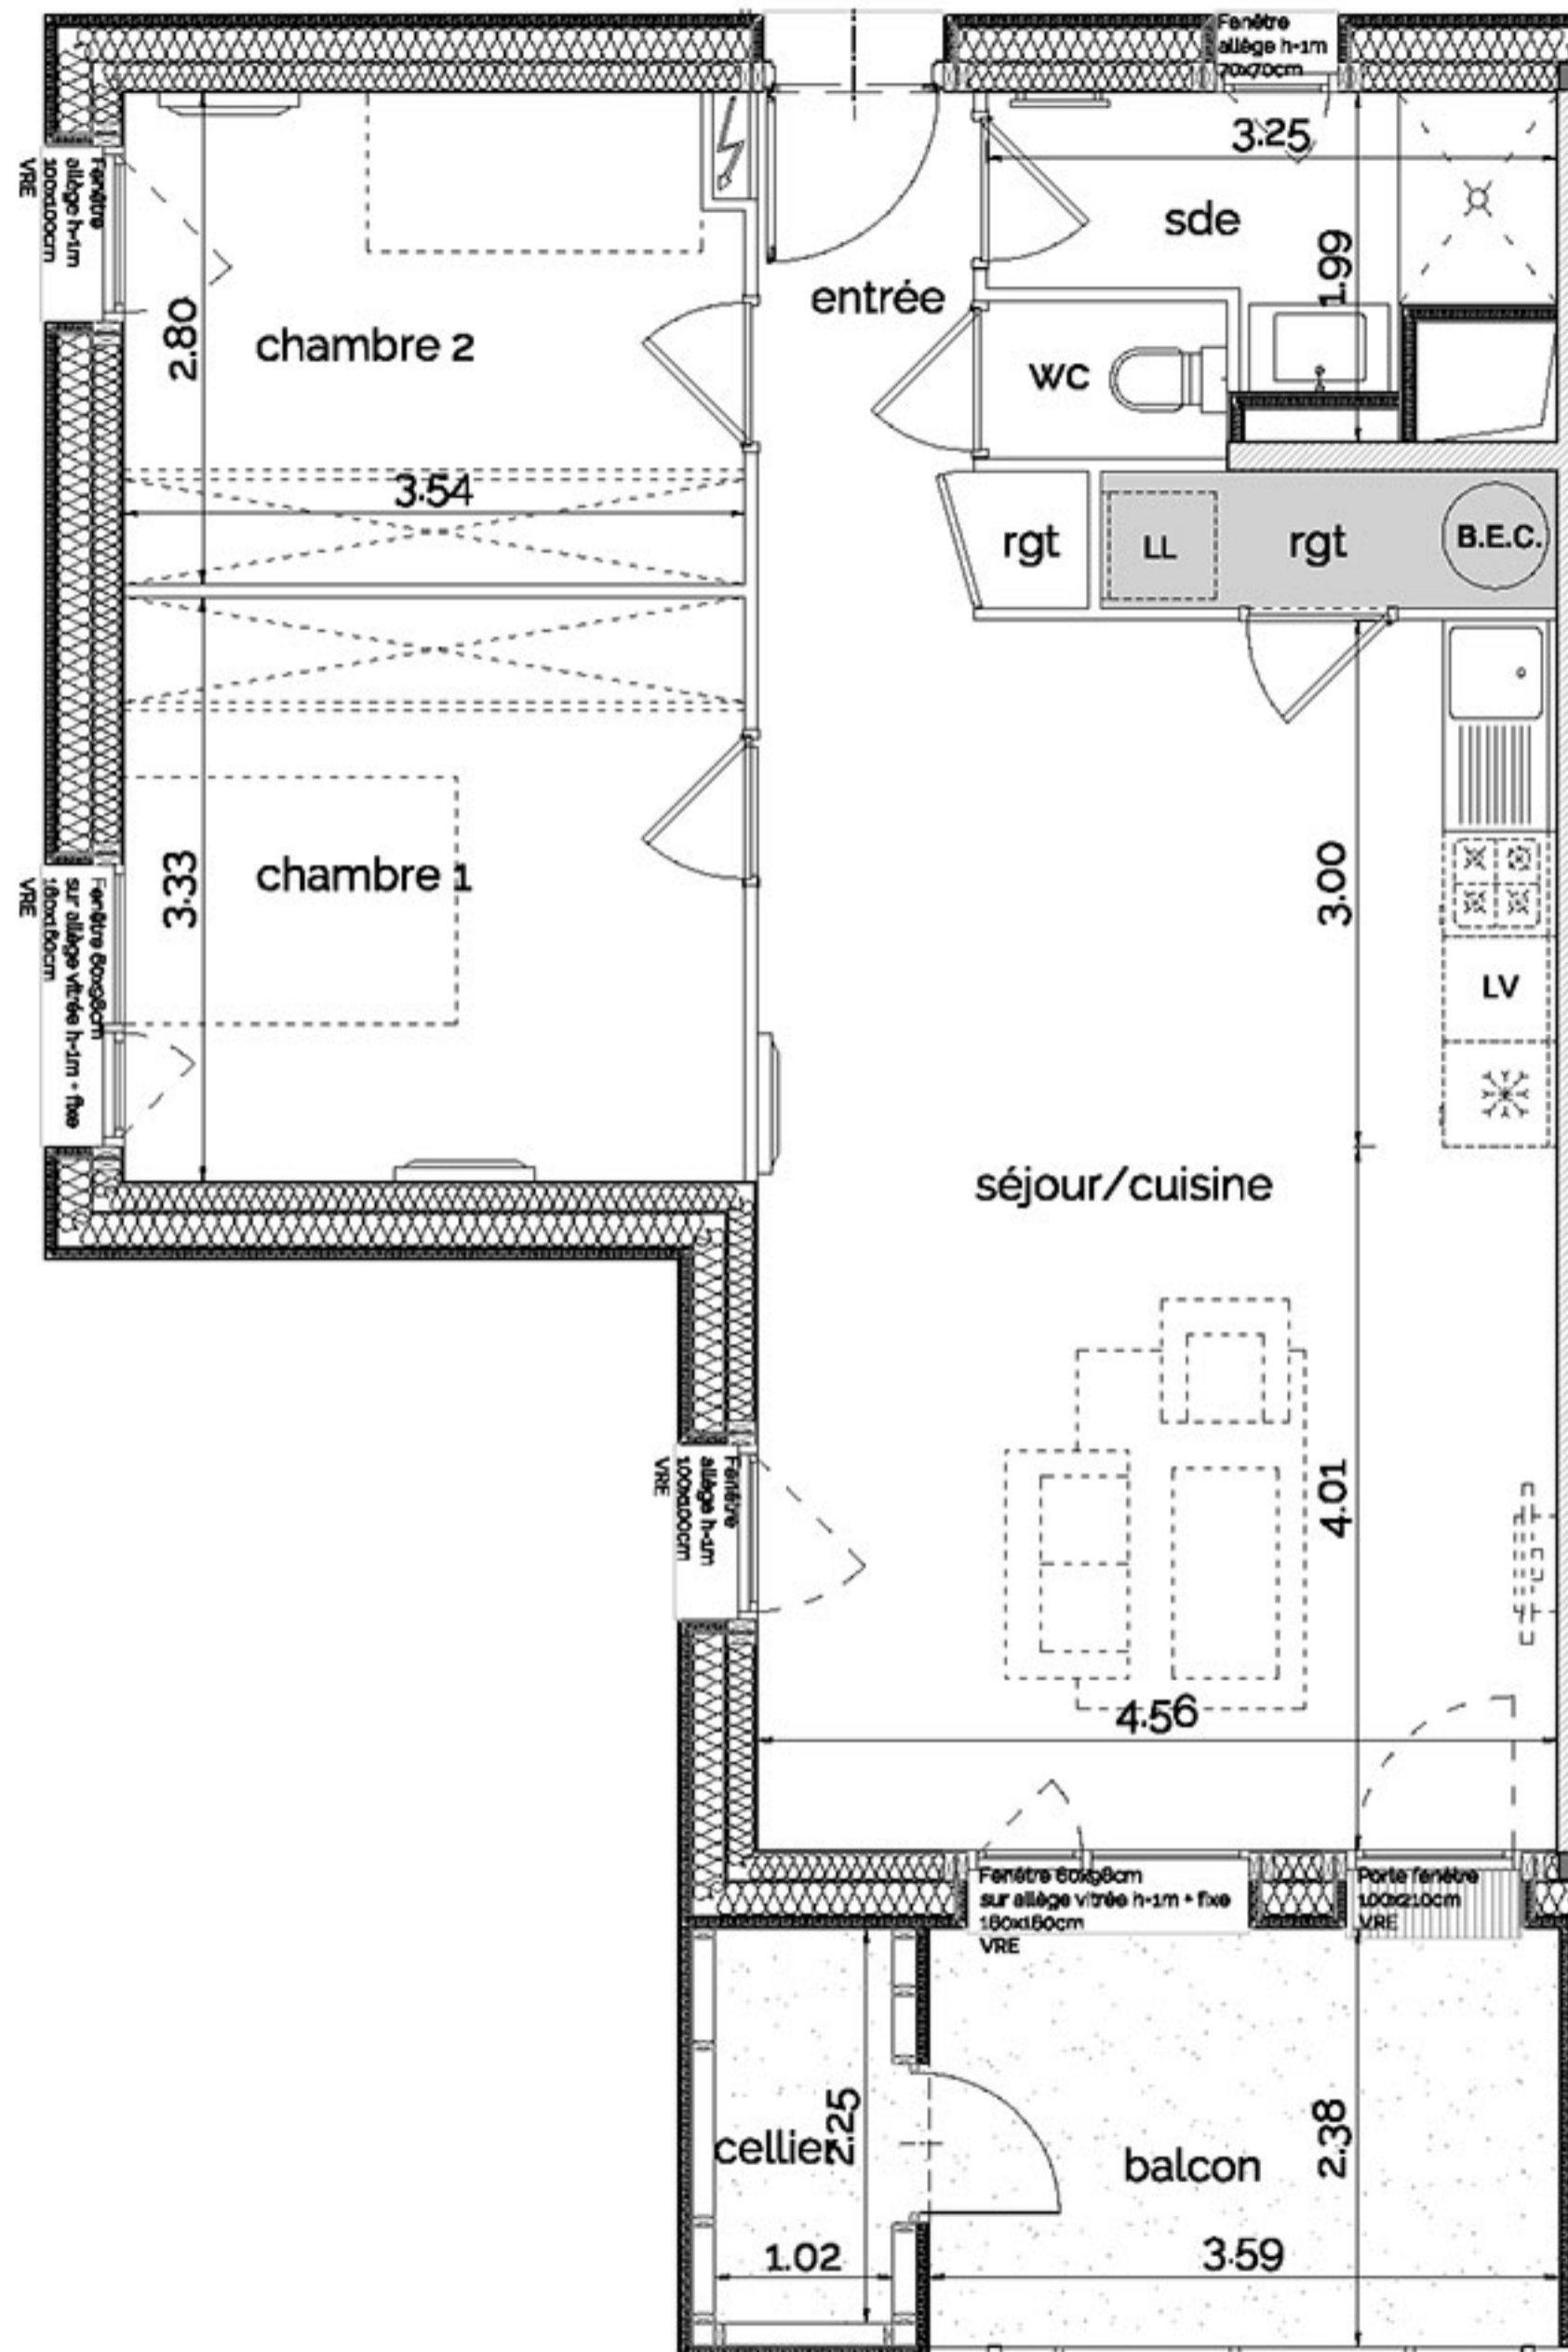 Fenêtre
allège h=1m
70x70cm
3.25
Fenêtre
allège h=1m
100x100cm
VRE
sde
1.99
entrée
2.80
chambre 2
WC
3.54
rgt
LL
rgt
B.E.C.
3.33
chambre 1
3.00
Fenêtre 60x98cm
sur allège vitrée h=1m + fixe
160x160cm
VRE
LV
séjour/cuisine
Fenêtre
allège h=1m
100x100cm
VRE
4.01
4.56
Fenêtre 60x98cm
sur allège vitrée h=1m + fixe
160x160cm
VRE
Porte fenêtre
100x210cm
VRE
cellier
2.25
balcon
2.38
1.02
3.59